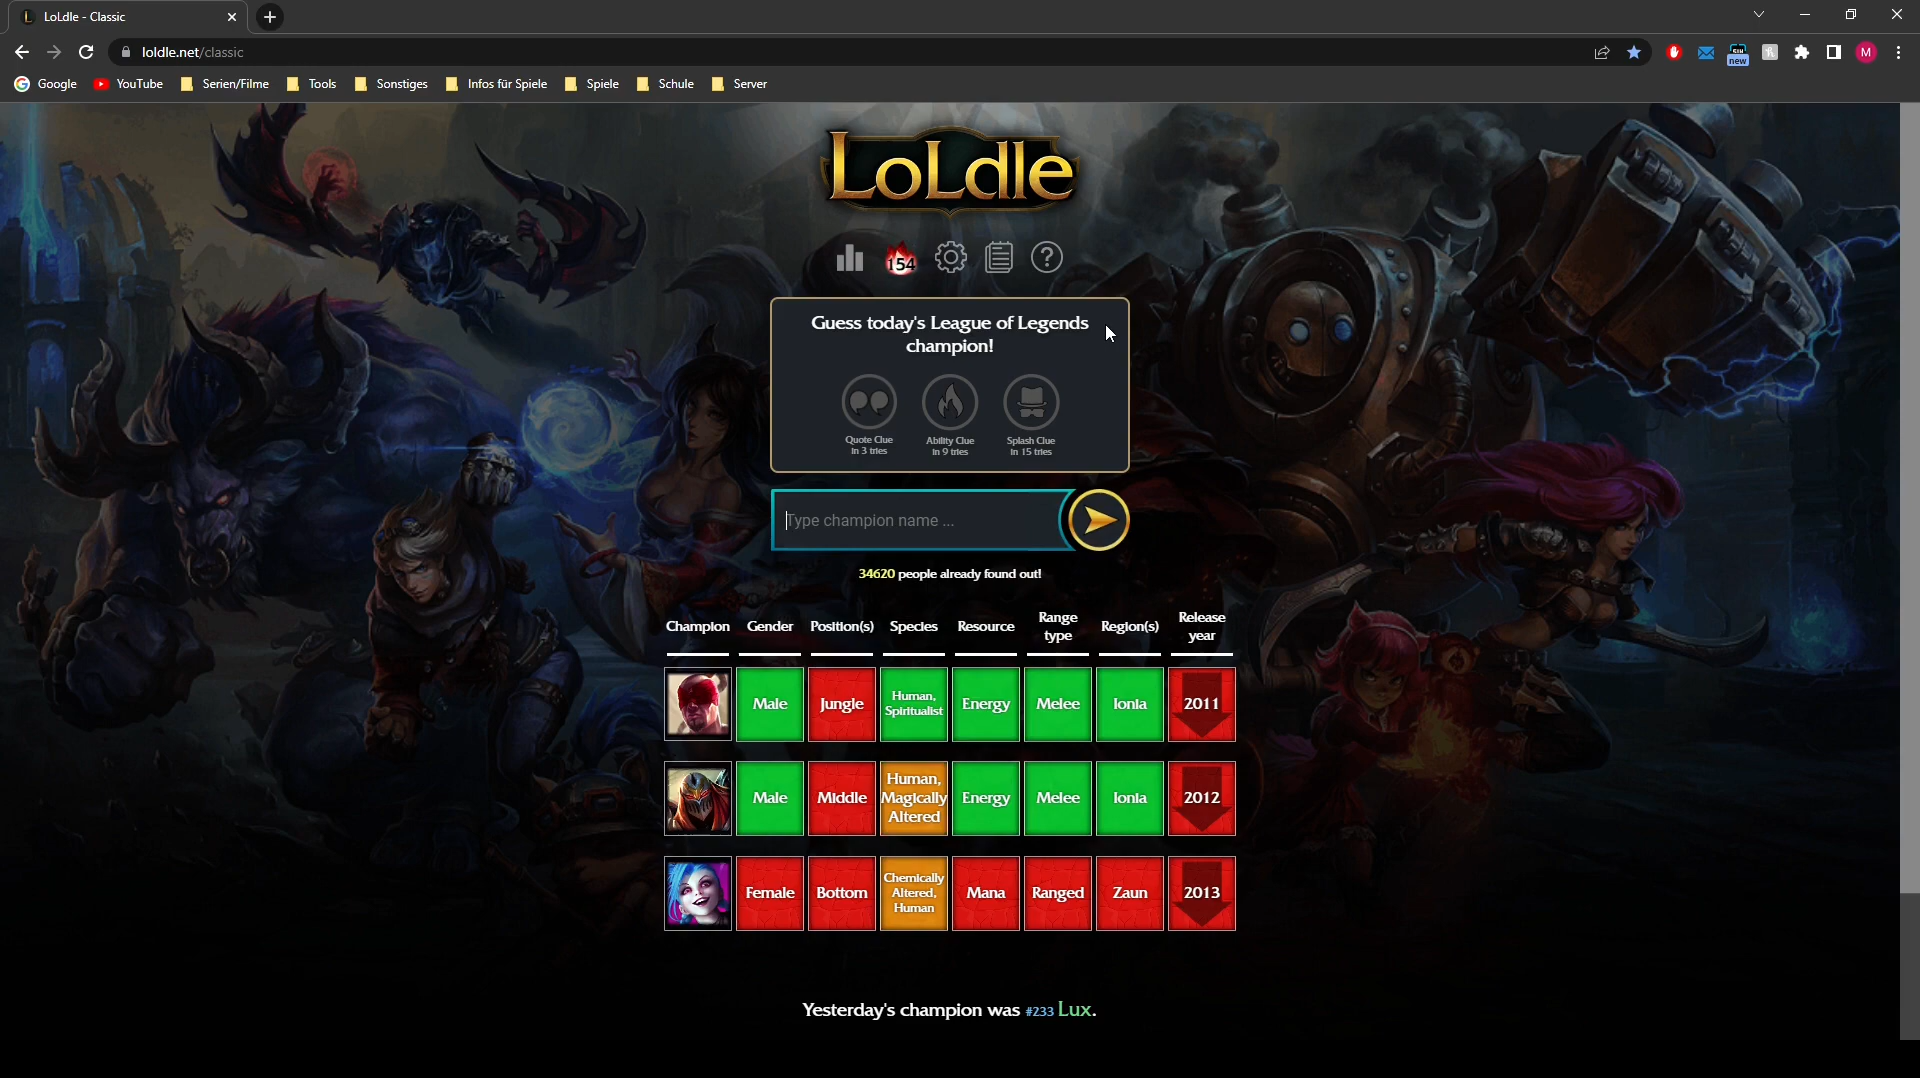 LoLdle - Classic
loldle.net/classic
new
M
Google
YouTube
Serien/Filme
Tools
Sonstiges
Infos für Spiele
Spiele
Schule
Server
LoLdle
154
Guess today's League of Legends
champion!
Quote Clue
in 3 tries
Ability Clue
in 9 tries
Splash Clue
in 15 tries
Type champion name ...
34620 people already found out!
Champion Gender Position(s) Species Resource Range type Region(s) Release year
Male Jungle Human, Spiritualist Energy Melee Ionia 2011
Male Middle Human, Magically Altered Energy Melee Ionia 2012
Female Bottom Chemically Altered, Human Mana Ranged Zaun 2013
Yesterday's champion was #233 Lux.